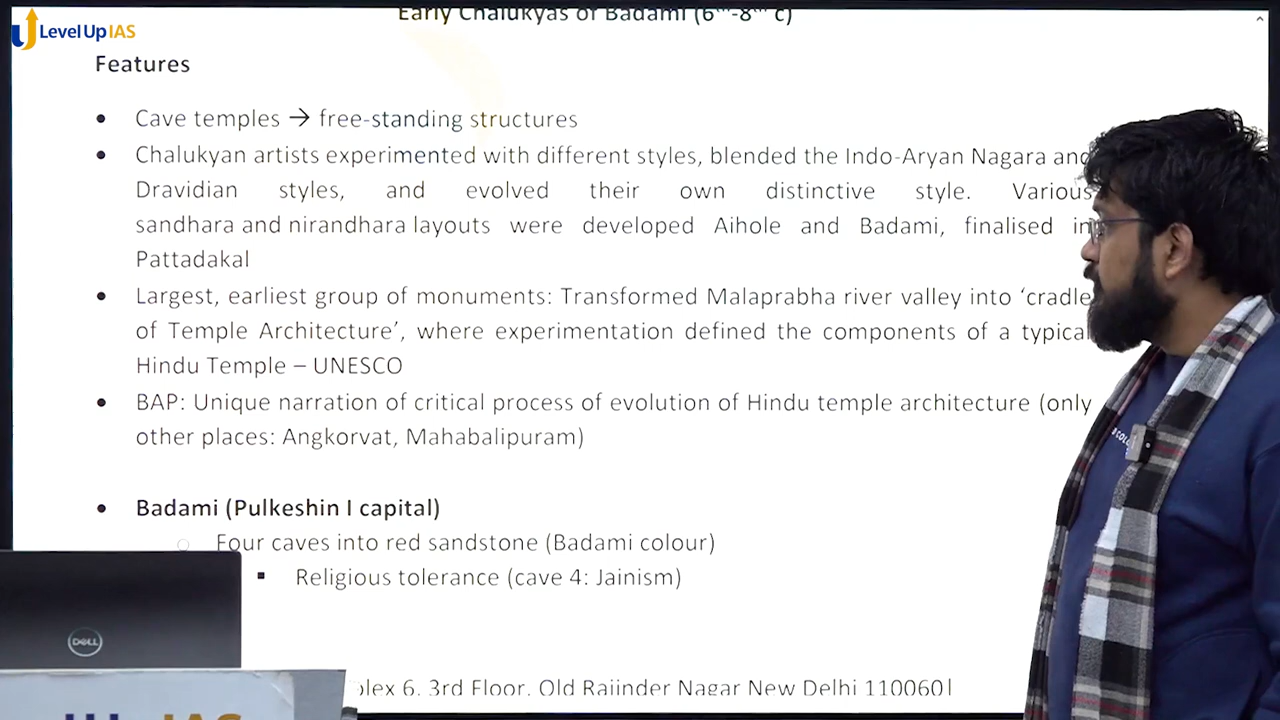 Early Chalukyas of Badami (6th-8th c)
Level Up IAS
Features
• Cave temples → free-standing structures
• Chalukyan artists experimented with different styles, blended the Indo-Aryan Nagara and
Dravidian styles, and evolved their own distinctive style. Various
sandhara and nirandhara layouts were developed Aihole and Badami, finalised in
Pattadakal
• Largest, earliest group of monuments: Transformed Malaprabha river valley into ‘cradle
of Temple Architecture’, where experimentation defined the components of a typical
Hindu Temple – UNESCO
• BAP: Unique narration of critical process of evolution of Hindu temple architecture (only
other places: Angkorvat, Mahabalipuram)
• Badami (Pulkeshin I capital)
○ Four caves into red sandstone (Badami colour)
▪ Religious tolerance (cave 4: Jainism)
DELL
6, 3rd Floor, Old Rajinder Nagar New Delhi 110060|
IAS